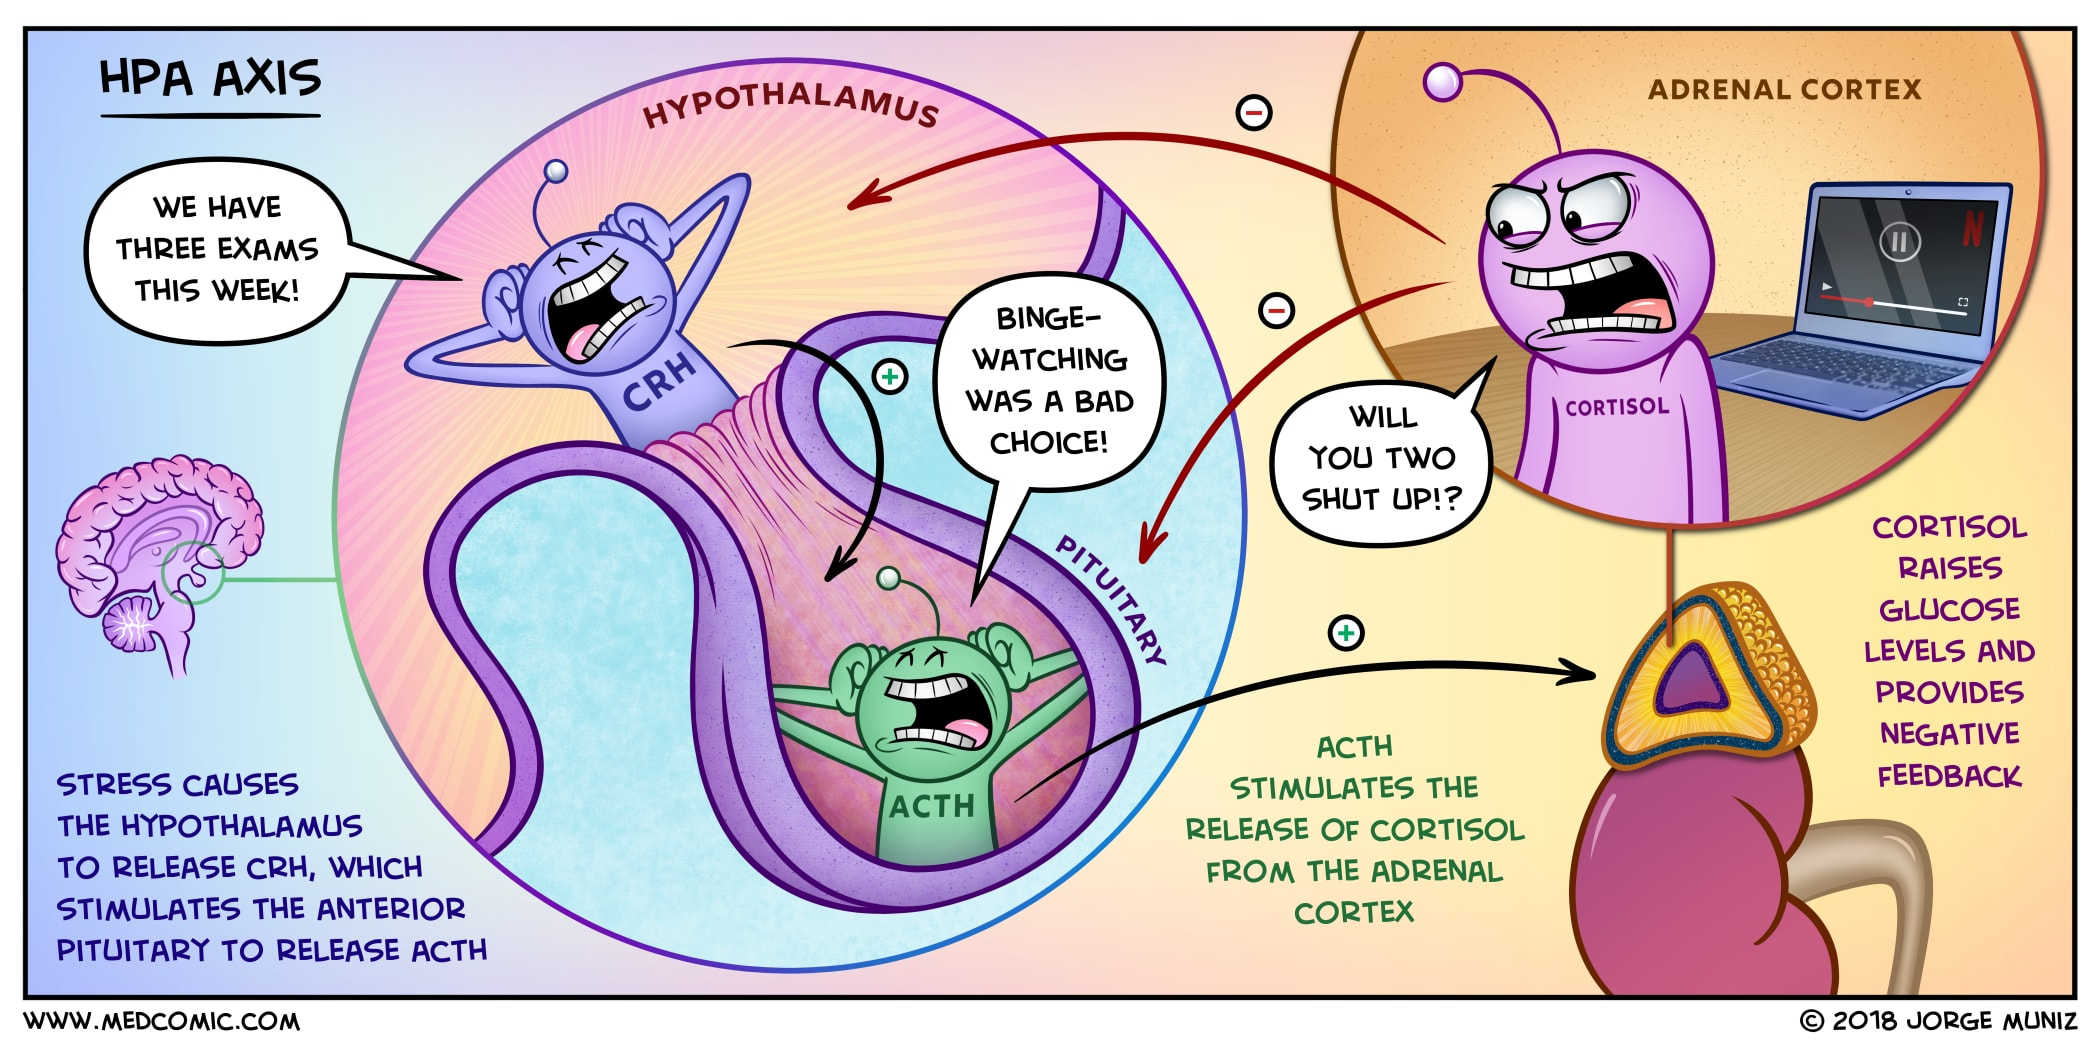 HPA AXIS
WE HAVE
THREE EXAMS
THIS WEEK!
HYPOTHALAMUS
CRH
BINGE-
WATCHING
WAS A BAD
CHOICE!
PITUITARY
ACTH
ADRENAL CORTEX
N
CORTISOL
WILL
YOU TWO
SHUT UP!?
STRESS CAUSES
THE HYPOTHALAMUS
TO RELEASE CRH, WHICH
STIMULATES THE ANTERIOR
PITUITARY TO RELEASE ACTH
ACTH
STIMULATES THE
RELEASE OF CORTISOL
FROM THE ADRENAL
CORTEX
CORTISOL
RAISES
GLUCOSE
LEVELS AND
PROVIDES
NEGATIVE
FEEDBACK
WWW.MEDCOMIC.COM
© 2018 JORGE MUNIZ